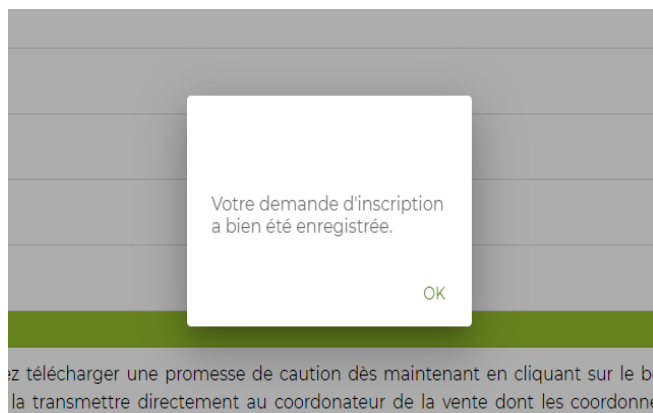 Votre demande d'inscription
a bien été enregistrée.
OK
télécharger une promesse de caution dès maintenant en cliquant sur le
la transmettre directement au coordonateur de la vente dont les